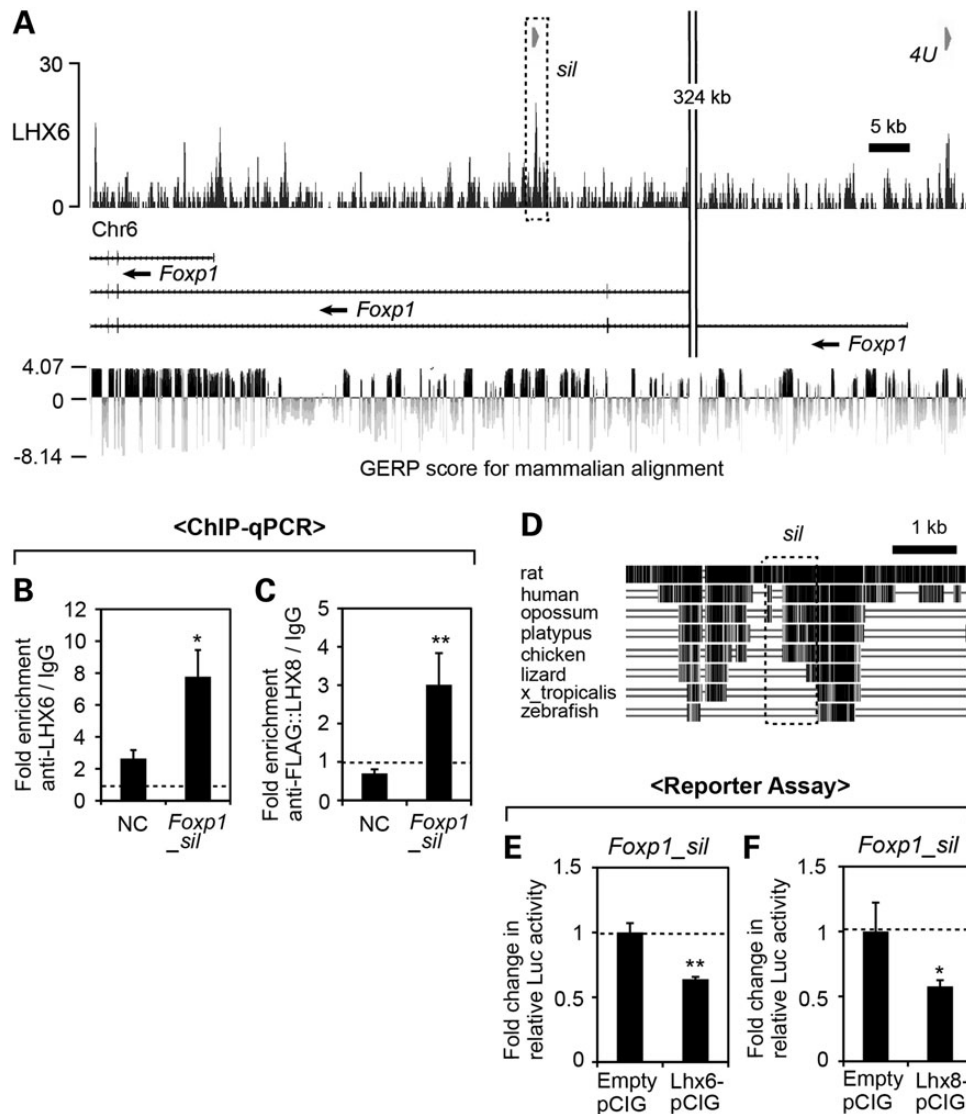 A
30
LHX6
0
sil
324 kb
4U
5 kb
Chr6
Foxp1
Foxp1
Foxp1
4.07
0
-8.14
GERP score for mammalian alignment
<ChIP-qPCR>
B
Fold enrichment
anti-LHX6 / IgG
12
10
8
6
4
2
0
*
NC
Foxp1
_sil
C
Fold enrichment
anti-FLAG::LHX8 / IgG
5
4
3
2
1
0
**
NC
Foxp1
_sil
D
sil
1 kb
rat
human
opossum
platypus
chicken
lizard
x_tropicalis
zebrafish
<Reporter Assay>
E
Foxp1_sil
Fold change in
relative Luc activity
1.5
1
0.5
0
**
Empty
pCIG
Lhx6-
pCIG
F
Foxp1_sil
Fold change in
relative Luc activity
1.5
1
0.5
0
*
Empty
pCIG
Lhx8-
pCIG